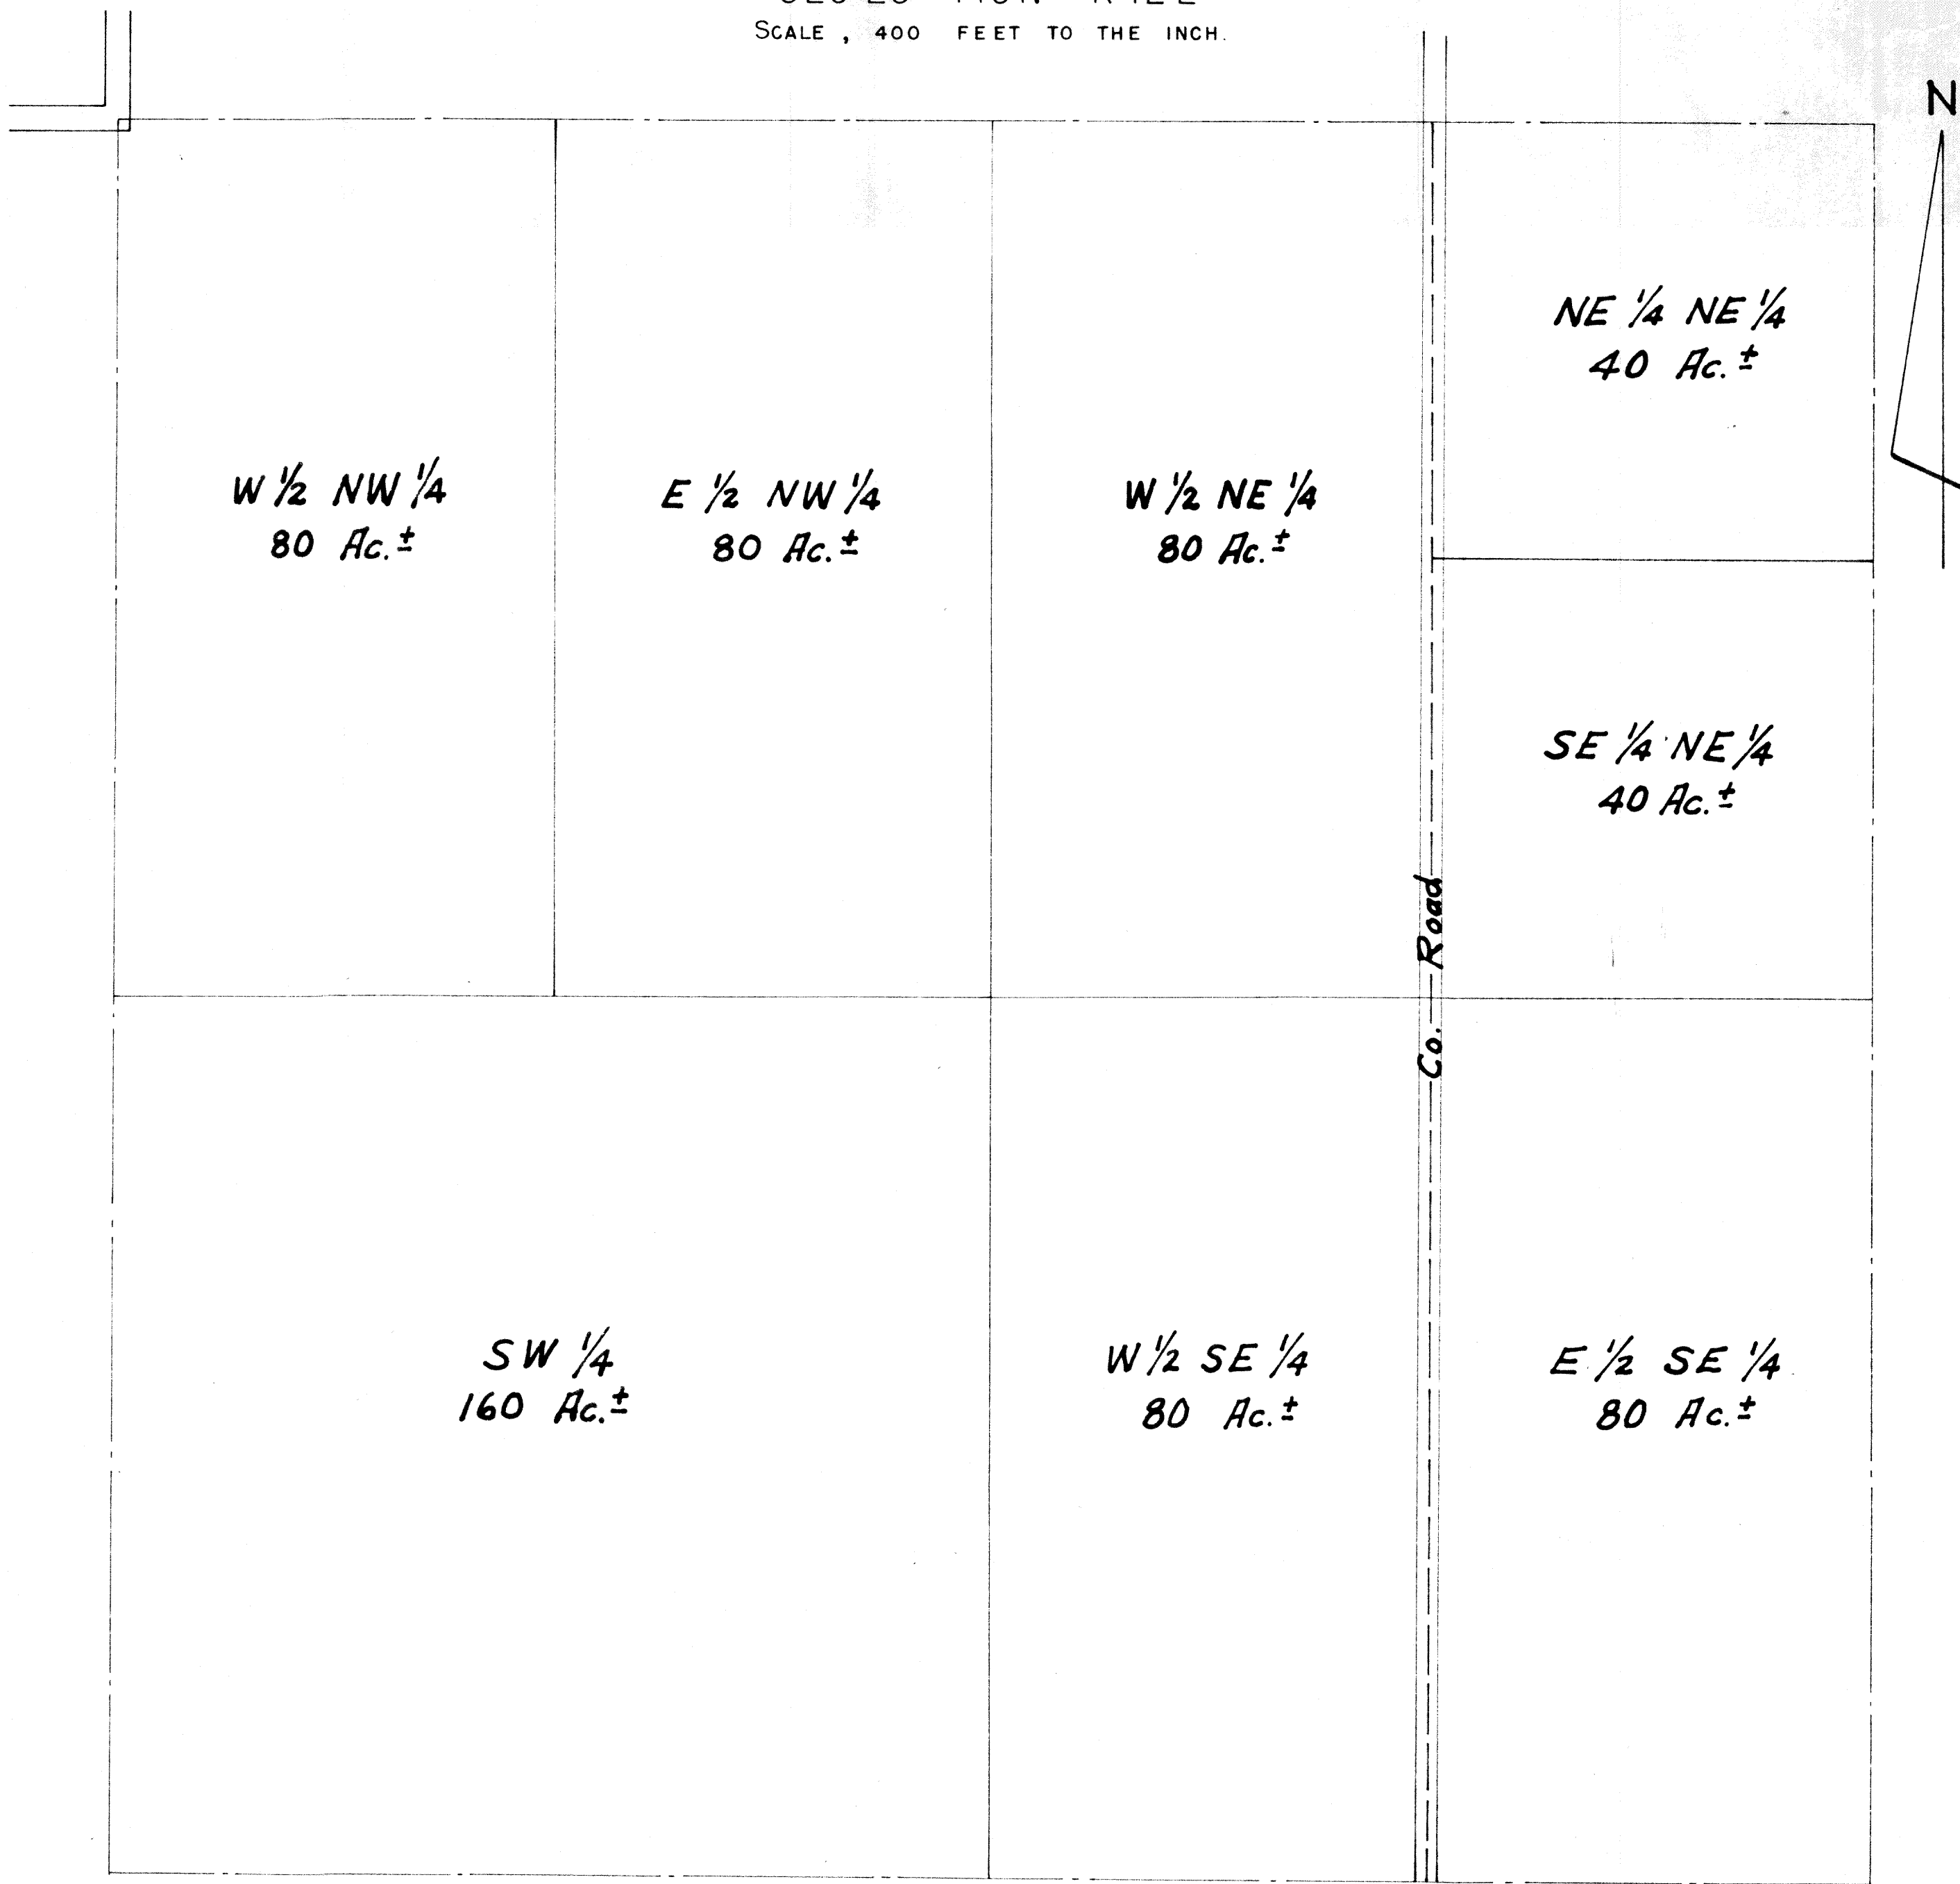 SCALE , 400 FEET TO THE INCH.
N
NE 1/4 NE 1/4
40 Ac. ±
W 1/2 NW 1/4
80 Ac. ±
E 1/2 NW 1/4
80 Ac. ±
W 1/2 NE 1/4
80 Ac. ±
SE 1/4 NE 1/4
40 Ac. ±
Co. Road
SW 1/4
160 Ac. ±
W 1/2 SE 1/4
80 Ac. ±
E 1/2 SE 1/4
80 Ac. ±